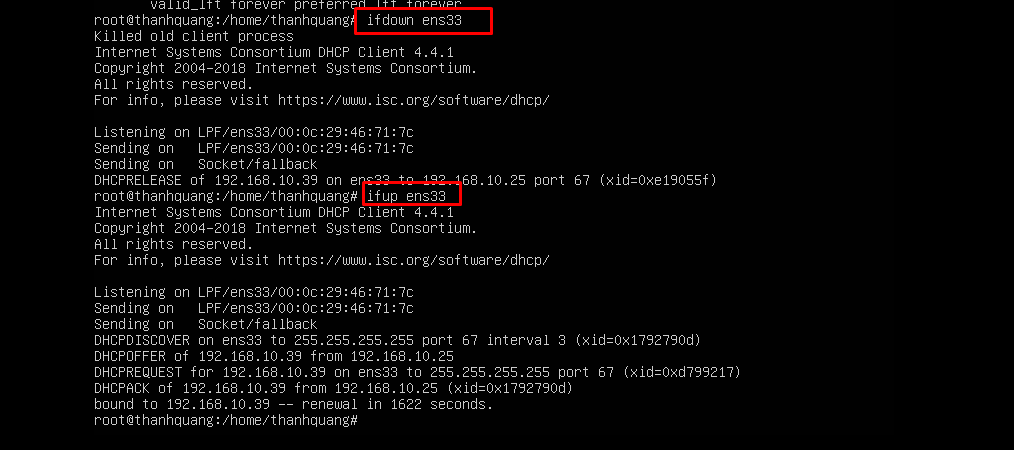 valid_lft forever preferred_lft forever
root@thanhquang:/home/thanhquang# ifdown ens33
Killed old client process
Internet Systems Consortium DHCP Client 4.4.1
Copyright 2004-2018 Internet Systems Consortium.
All rights reserved.
For info, please visit https://www.isc.org/software/dhcp/
Listening on LPF/ens33/00:0c:29:46:71:7c
Sending on   LPF/ens33/00:0c:29:46:71:7c
Sending on   Socket/fallback
DHCPRELEASE of 192.168.10.39 on ens33 to 192.168.10.25 port 67 (xid=0xe19055f)
root@thanhquang:/home/thanhquang# ifup ens33
Internet Systems Consortium DHCP Client 4.4.1
Copyright 2004-2018 Internet Systems Consortium.
All rights reserved.
For info, please visit https://www.isc.org/software/dhcp/
Listening on LPF/ens33/00:0c:29:46:71:7c
Sending on   LPF/ens33/00:0c:29:46:71:7c
Sending on   Socket/fallback
DHCPDISCOVER on ens33 to 255.255.255.255 port 67 interval 3 (xid=0x1792790d)
DHCPOFFER of 192.168.10.39 from 192.168.10.25
DHCPREQUEST for 192.168.10.39 on ens33 to 255.255.255.255 port 67 (xid=0xd799217)
DHCPACK of 192.168.10.39 from 192.168.10.25 (xid=0x1792790d)
bound to 192.168.10.39 -- renewal in 1622 seconds.
root@thanhquang:/home/thanhquang#